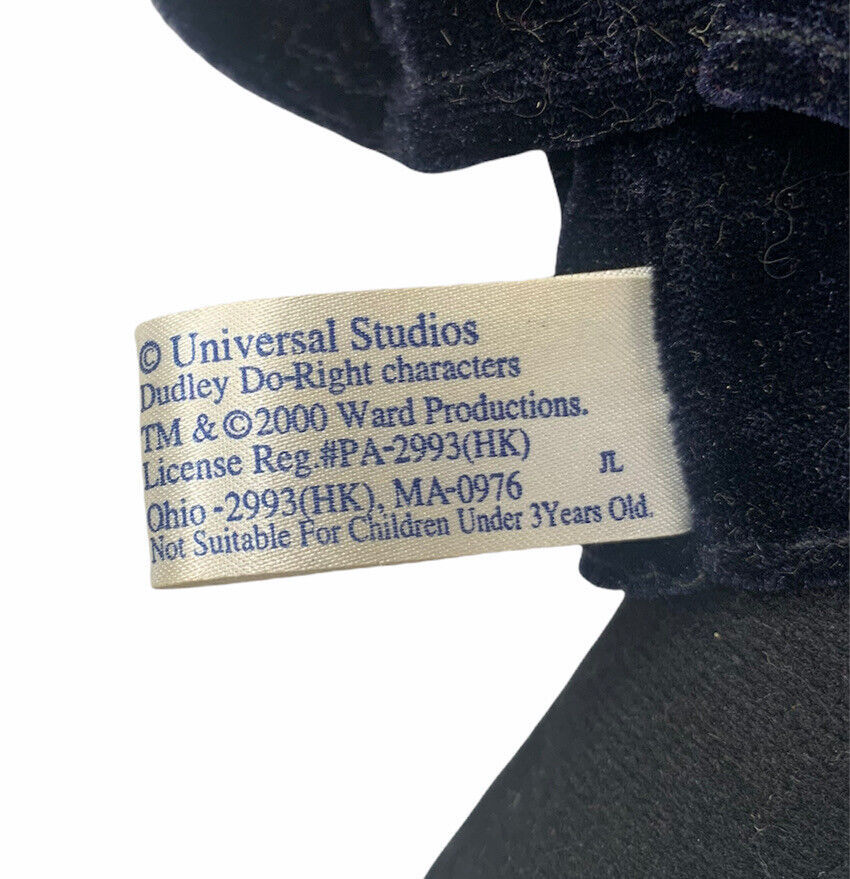 © Universal Studios
Dudley Do-Right characters
TM & ©2000 Ward Productions.
License Reg.#PA-2993(HK)
JL
Ohio -2993(HK), MA-0976
Not Suitable For Children Under 3Years Old.